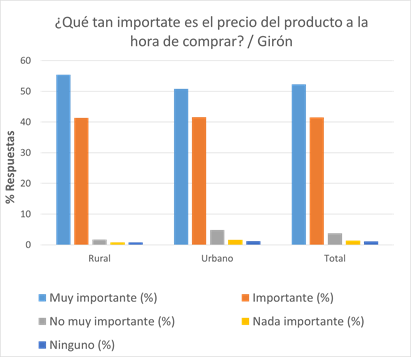 ¿Qué tan importate es el precio del producto a la
hora de comprar? / Girón
% Respuestas
60
50
40
30
20
10
0
Rural
Urbano
Total
Muy importante (%)
Importante (%)
No muy importante (%)
Nada importante (%)
Ninguno (%)